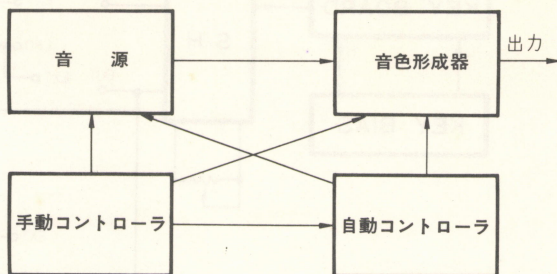 音 源
音色形成器
出力
手動コントローラ
自動コントローラ